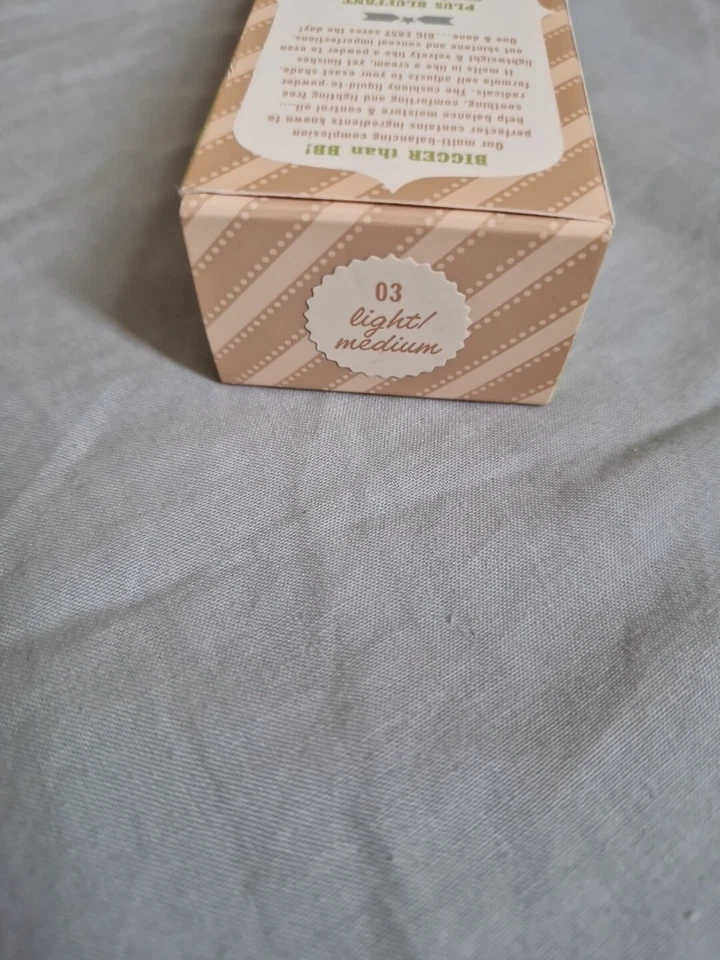 BIGGER than BB!
Our multi-balancing complexion
perfector contains ingredients known to
help balance moisture & control oil....
soothing, comforting and fighting free
radicals. The cushiony liquid-to-powder
formula self adjusts to your exact shade.
It melts in like a cream, yet finishes
lightweight & velvety like a powder to even
out skintone and conceal imperfections.
One & done... BIG EASY saves the day!
PLUS BLUFFANT
03
light/
medium